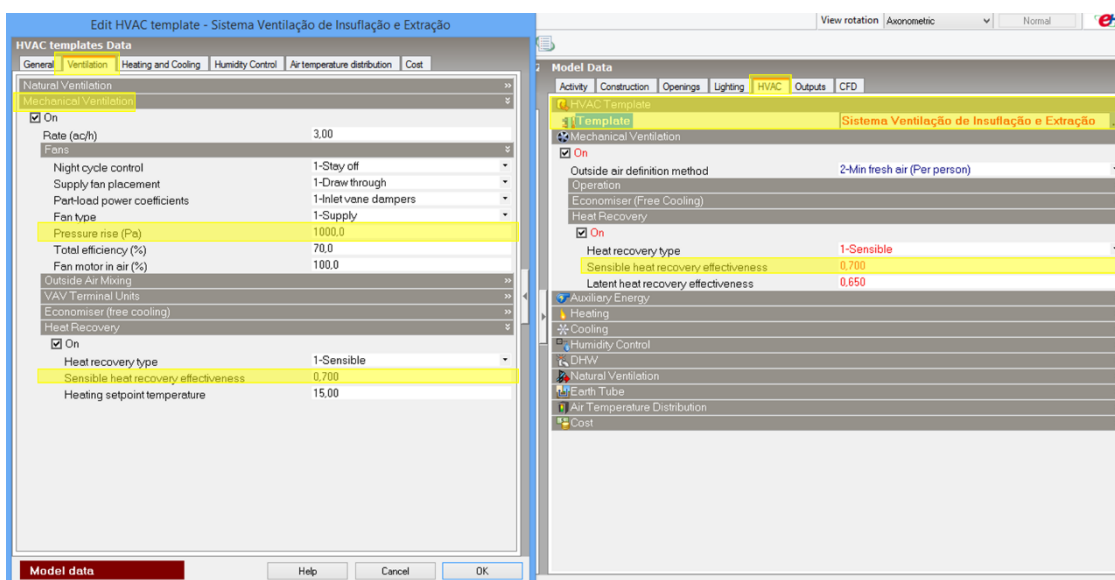 Edit HVAC template - Sistema Ventilação de Insuflação e Extração
HVAC templates Data
General Ventilation Heating and Cooling Humidity Control Air temperature distribution Cost
Natural Ventilation »
Mechanical Ventilation
On
Rate (ac/h) 3,00
Fans
Night cycle control 1-Stay off
Supply fan placement 1-Draw through
Part-load power coefficients 1-Inlet vane dampers
Fan type 1-Supply
Pressure rise (Pa) 1000,0
Total efficiency (%) 70,0
Fan motor in air (%) 100,0
Outside Air Mixing »
VAV Terminal Units »
Economiser (free cooling) »
Heat Recovery
On
Heat recovery type 1-Sensible
Sensible heat recovery effectiveness 0,700
Heating setpoint temperature 15,00
Model data Help Cancel OK
View rotation Axonometric Normal
Model Data
Activity Construction Openings Lighting HVAC Outputs CFD
HVAC Template
Template Sistema Ventilação de Insuflação e Extração
Mechanical Ventilation
On
Outside air definition method 2-Min fresh air (Per person)
Operation
Economiser (Free Cooling)
Heat Recovery
On
Heat recovery type 1-Sensible
Sensible heat recovery effectiveness 0,700
Latent heat recovery effectiveness 0,650
Auxiliary Energy
Heating
Cooling
Humidity Control
DHW
Natural Ventilation
Earth Tube
Air Temperature Distribution
Cost